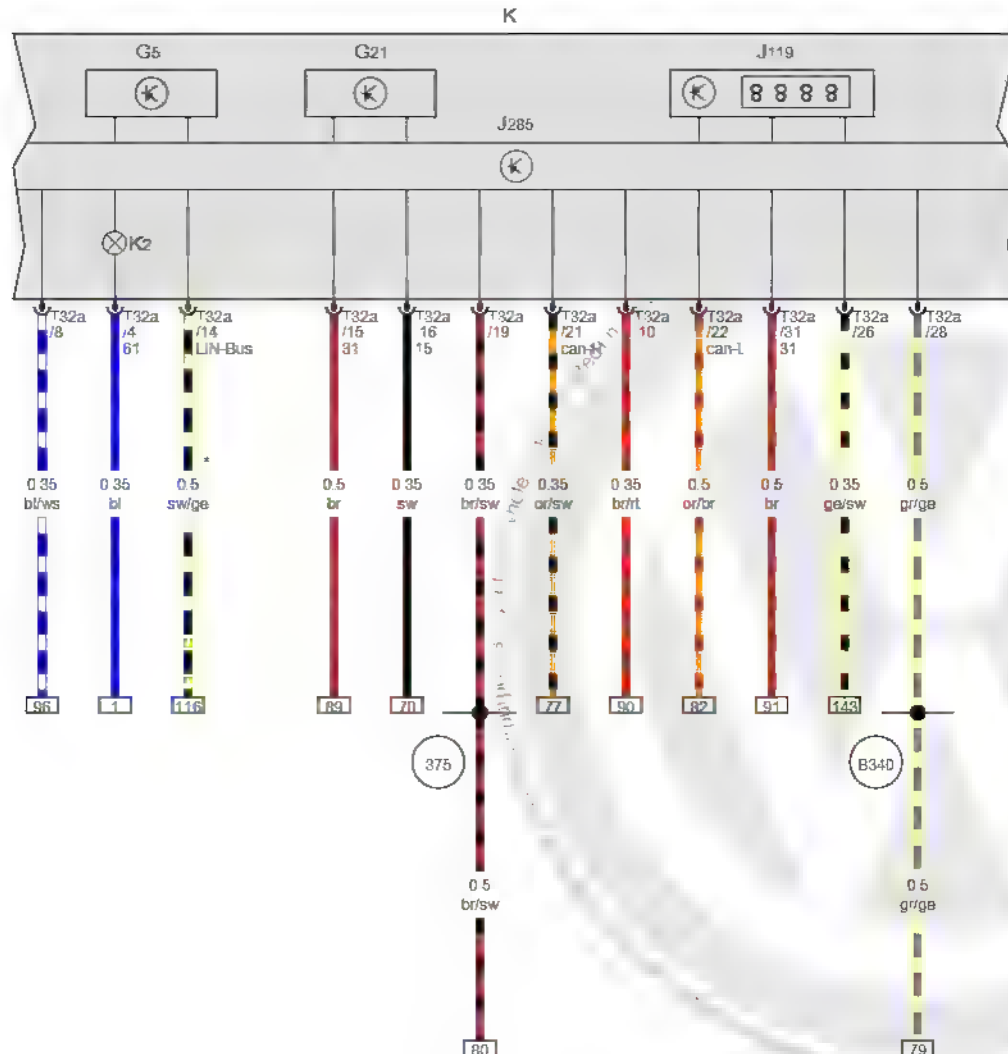 K
G5 G21 J119
8 8 8 8
J285
K2
T32a T32a T32a T32a T32a T32a T32a T32a T32a T32a T32a T32a
/8 /4 /14 /15 16 /19 /21 10 /22 /31 /26 /28
61 LIN-Bus 31 15 can-L 31
*
0.35 0.35 0.5 0.5 0.35 0.35 0.35 0.35 0.5 0.5 0.35 0.5
bl/ws bl sw/ge br sw br/sw or/sw br/rt or/br br ge/sw gr/ge
96 1 116 89 70 77 90 82 91 143
375 B340
0.5 0.5
br/sw gr/ge
80 79